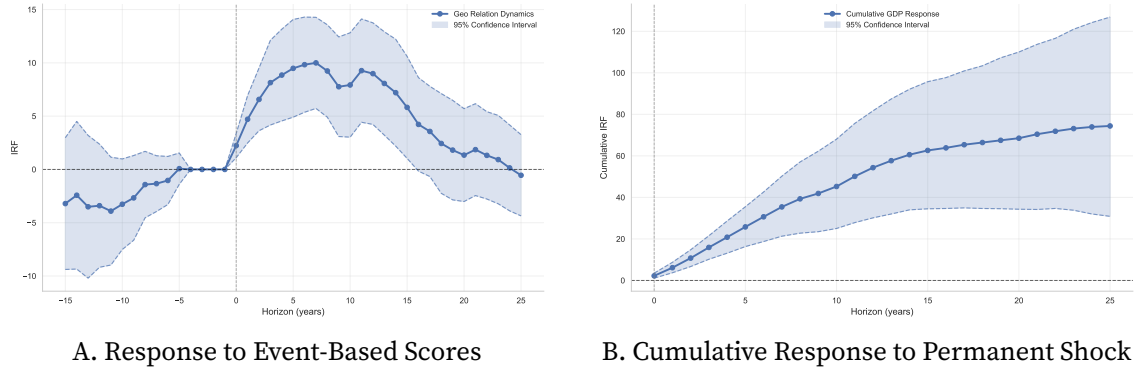 Geo Relation Dynamics
95% Confidence Interval
15
10
5
0
−5
−10
IRF
−15
−10
−5
0
5
10
15
20
25
Horizon (years)
A. Response to Event-Based Scores
Cumulative GDP Response
95% Confidence Interval
120
100
80
60
40
20
0
Cumulative IRF
0
5
10
15
20
25
Horizon (years)
B. Cumulative Response to Permanent Shock